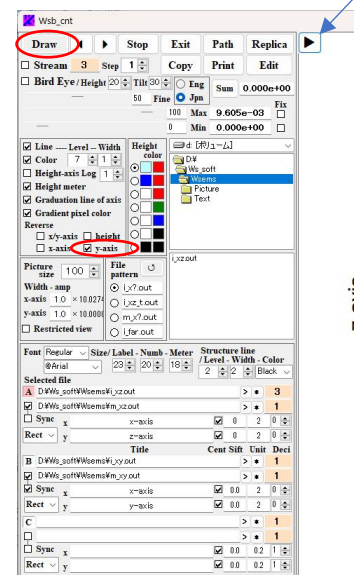 Wsb_cnt
Draw Stop Exit Path Replica
Stream 3 Step 1 Copy Print Edit
Bird Eye / Height 20 Tilt 30 Eng Sum 0.000e+00
50 Fine Jpn
100 Max 9.605e-03 Fix
0 Min 0.000e+00
Line ---- Level -- Width Height color d: [ﾎﾞﾘｭｰﾑ]
Color 7 1 D:¥
Height-axis Log 1 Ws_soft
Height meter Wsems
Graduation line of axis Picture
Gradient pixel color Text
Reverse
x/y-axis height
x-axis y-axis
Picture size 100 File pattern i_xz.out
Width - amp i_x?.out
x-axis 1.0 ×10.0274 i_xz_t.out
y-axis 1.0 ×10.0000 m_x?.out
Restricted view i_far.out
Font Regular Size/ Label - Numb - Meter Structure line / Level - Width - Color
@Arial 23 20 18 2 2 Black
Selected file
A D:¥Ws_soft¥Wsems¥i_xz.out > * 3
D:¥Ws_soft¥Wsems¥m_xz.out > * 1
Sync x x-axis 0 2 0
Rect y z-axis 0 2 0
Title Cent Sift Unit Deci
B D:¥Ws_soft¥Wsems¥i_xy.out > * 1
D:¥Ws_soft¥Wsems¥m_xy.out > * 1
Sync x x-axis 0.0 2 0
Rect y y-axis 0.0 2 0
C > * 1
> * 1
Sync x 0.0 0.2 1
Rect y 0.0 0.2 1